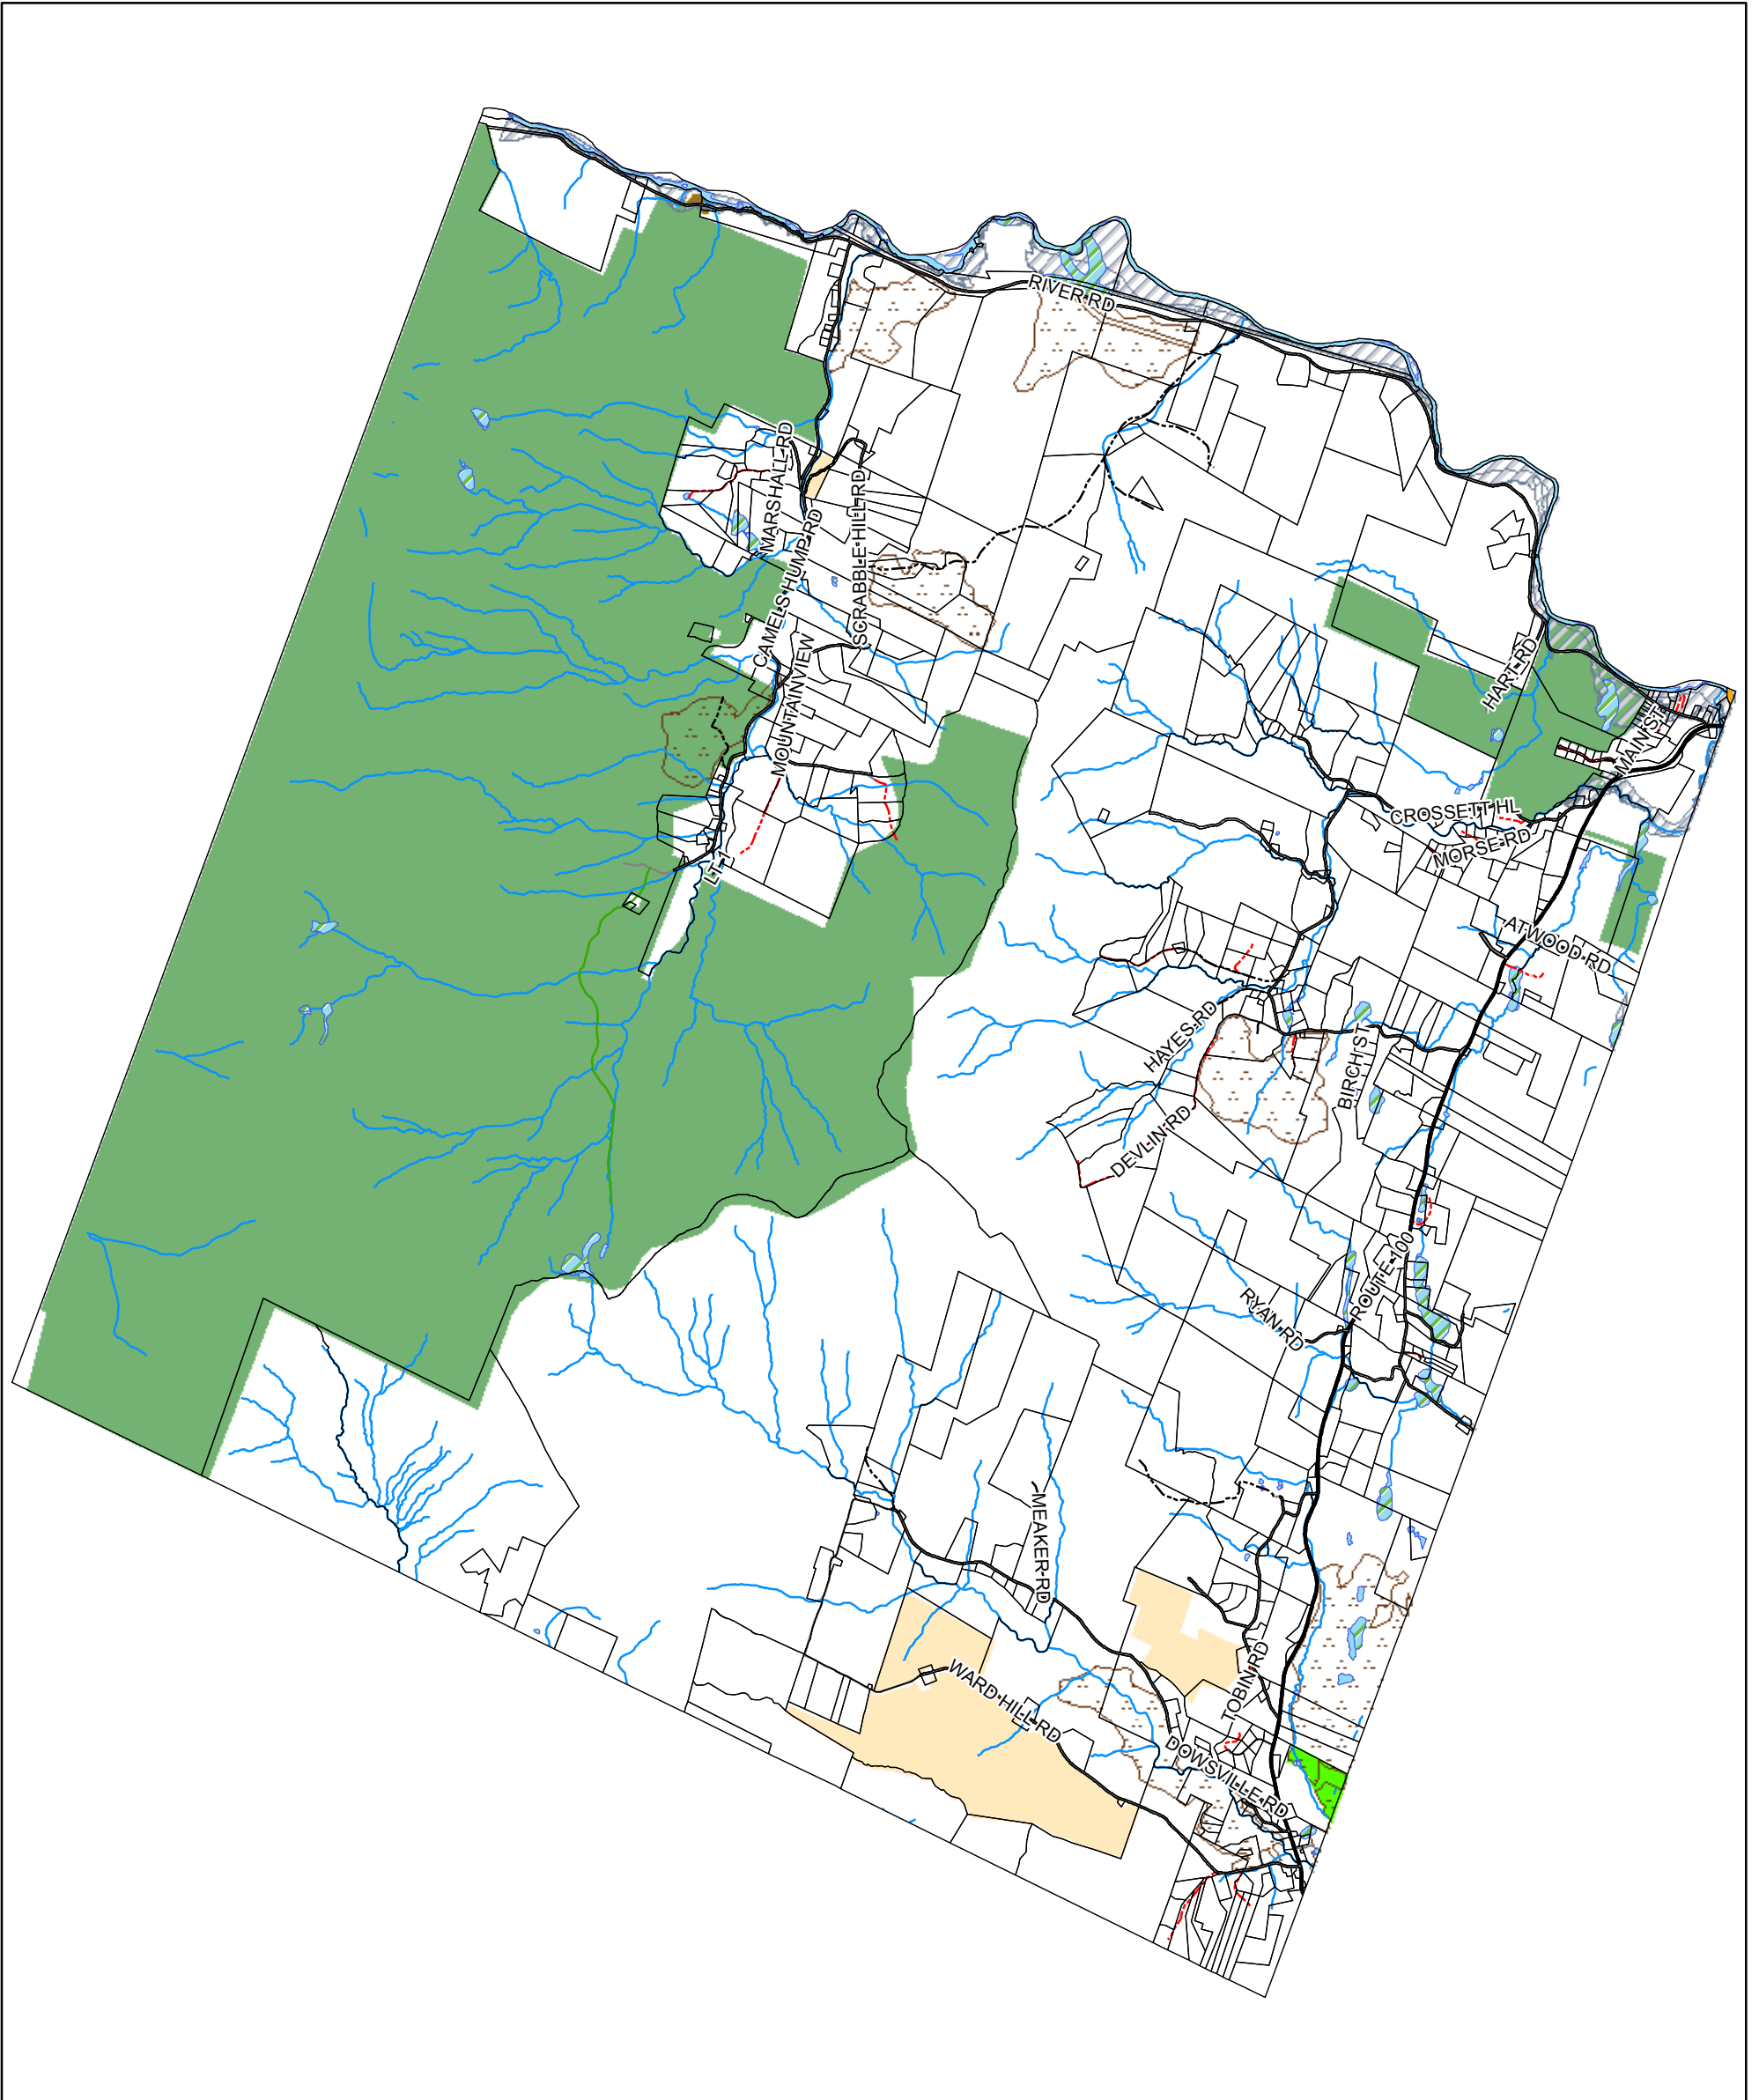 RIVER RD
MARSHALL RD
SCRABBLE HILL RD
CAMELS HUMP RD
MOUNTAINVIEW
HART RD
MAIN ST
CROSSETT HL
MORSE RD
LT 1
ATWOOD RD
HAYES RD
BIRCH ST
DEVLIN RD
ROUTE 100
RYAN RD
MEAKER RD
TOBIN RD
WARD HILL RD
DOWSVILLE RD